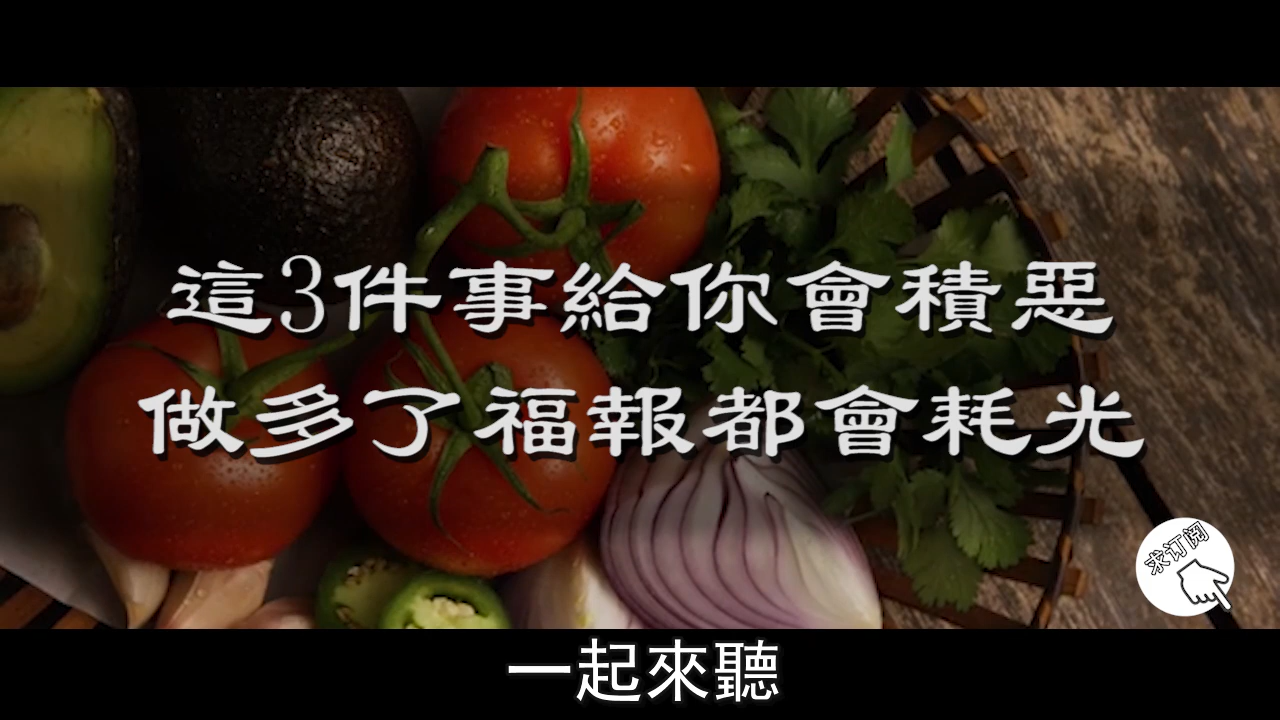 這3件事給你會積惡
做多了福報都會耗光
求订阅
一起來聽